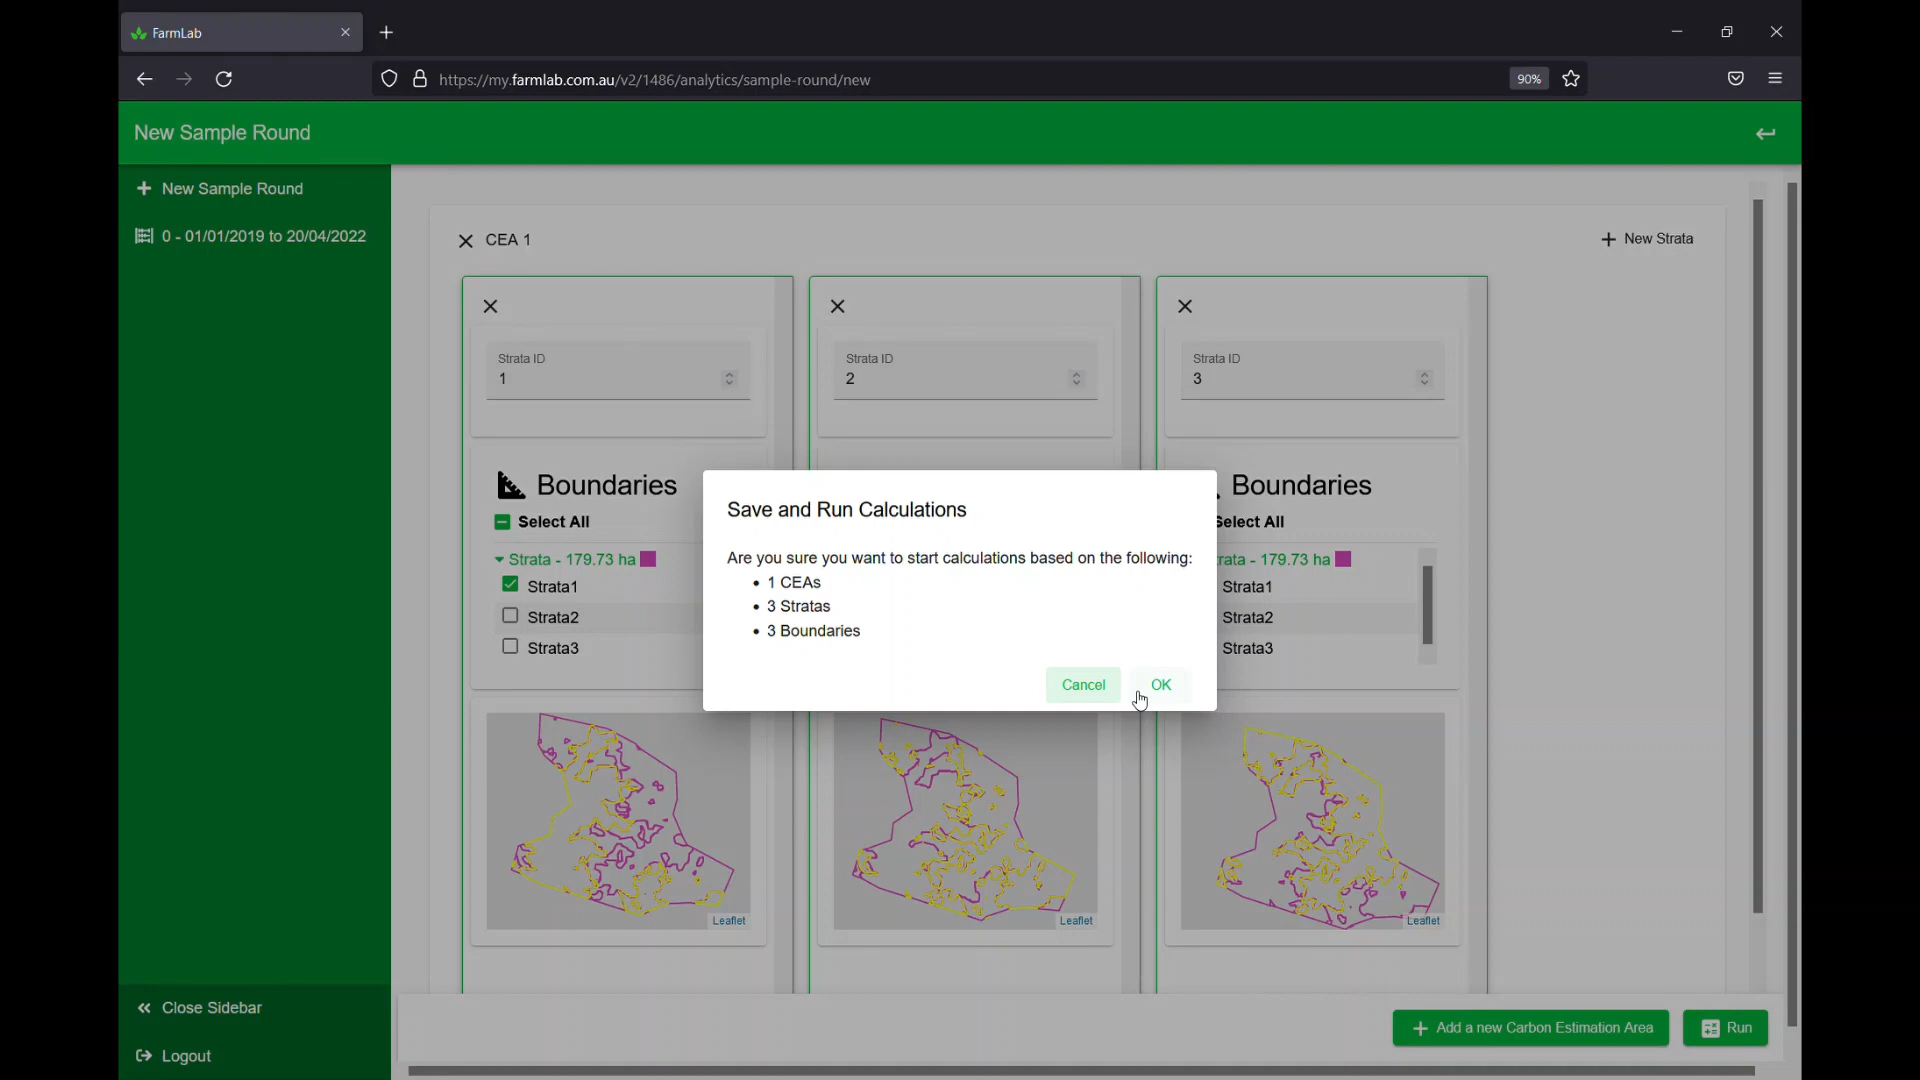 FarmLab
https://my.farmlab.com.au/v2/1486/analytics/sample-round/new
90%
New Sample Round
New Sample Round
0 - 01/01/2019 to 20/04/2022
CEA 1
New Strata
Strata ID
1
Strata ID
2
Strata ID
3
Boundaries
Select All
Strata - 179.73 ha
Strata1
Strata2
Strata3
Boundaries
Select All
rata - 179.73 ha
Strata1
Strata2
Strata3
Save and Run Calculations
Are you sure you want to start calculations based on the following:
• 1 CEAs
• 3 Stratas
• 3 Boundaries
Cancel
OK
Leaflet
Leaflet
Leaflet
Close Sidebar
Logout
Add a new Carbon Estimation Area
Run